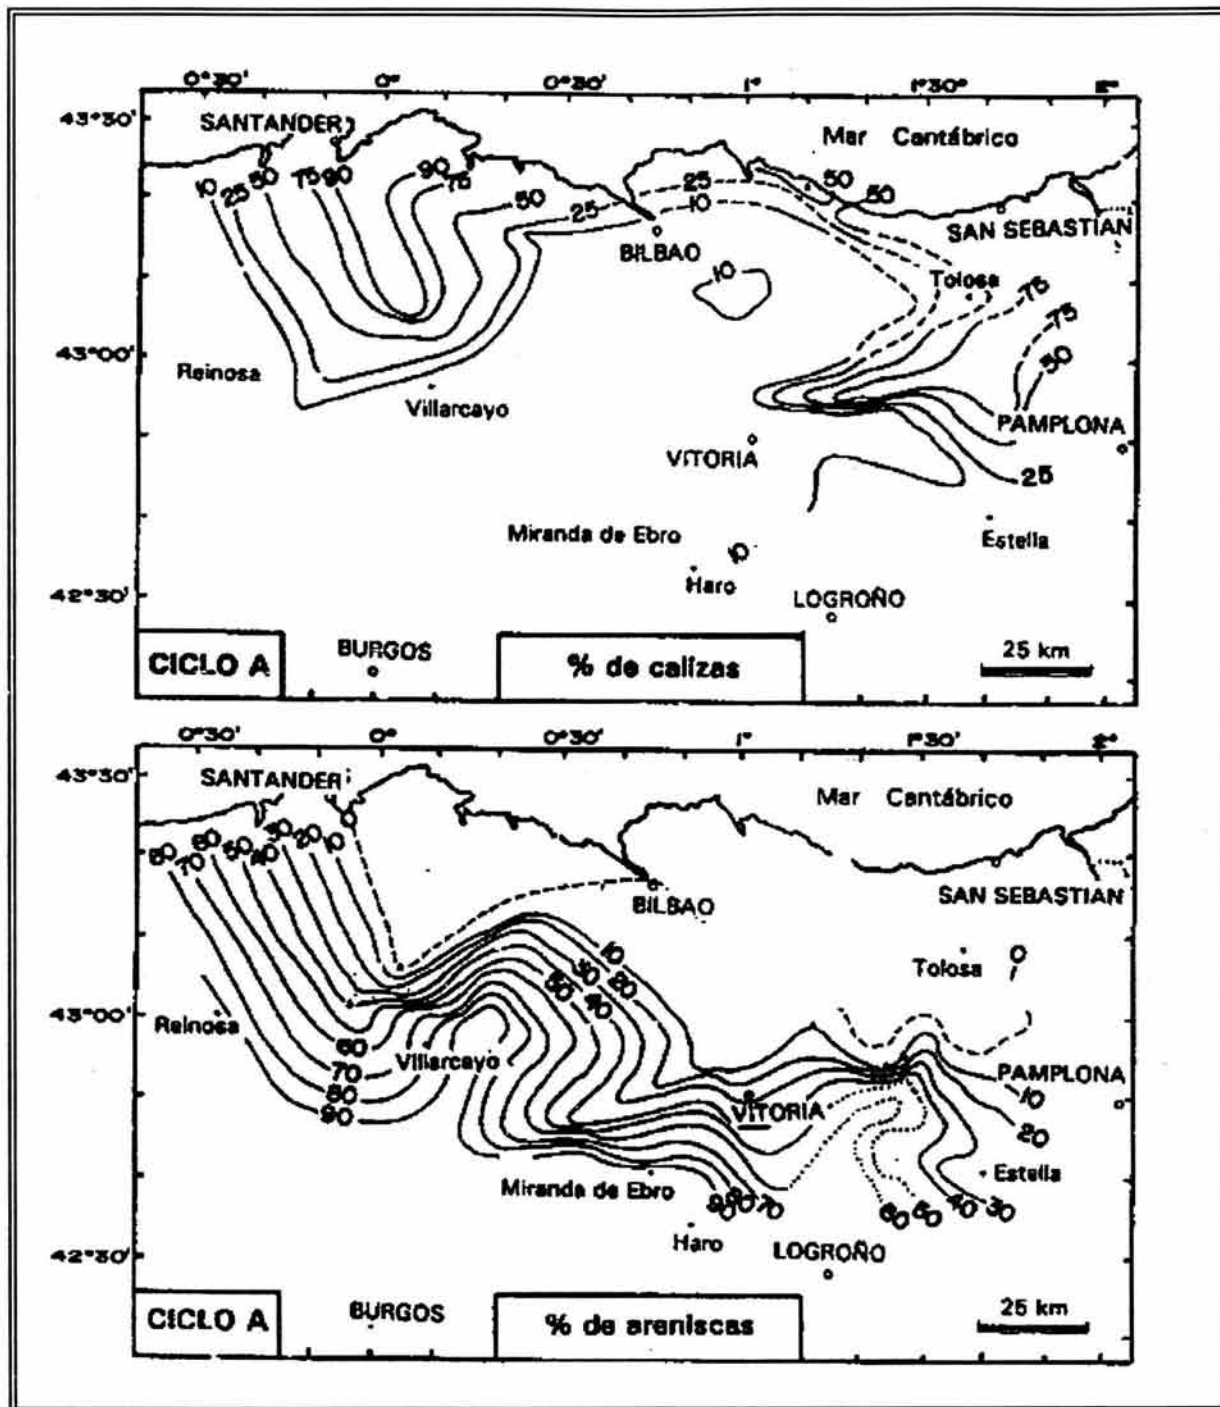 0°30' 0° 0°30' 1° 1°30' 2°
43°30'
SANTANDER
Mar Cantábrico
10 25 50 75 90 90 75 50 25 25 10 50 50
BILBAO
SAN SEBASTIAN
10
Tolosa
75
75
43°00'
Reinosa
50
Villarcayo
PAMPLONA
VITORIA
25
Miranda de Ebro
10
Estella
Haro
42°30'
LOGROÑO
CICLO A
BURGOS
% de calizas
25 km
0°30' 0° 0°30' 1° 1°30' 2°
43°30'
SANTANDER
Mar Cantábrico
70 20 10 0
BILBAO
SAN SEBASTIAN
10
20
Tolosa
0
43°00'
Reinosa
60
Villarcayo
70
80
90
PAMPLONA
10
VITORIA
20
Miranda de Ebro
Estella
90 80 70 60 50 40 30
Haro
LOGROÑO
42°30'
CICLO A
BURGOS
% de areniscas
25 km